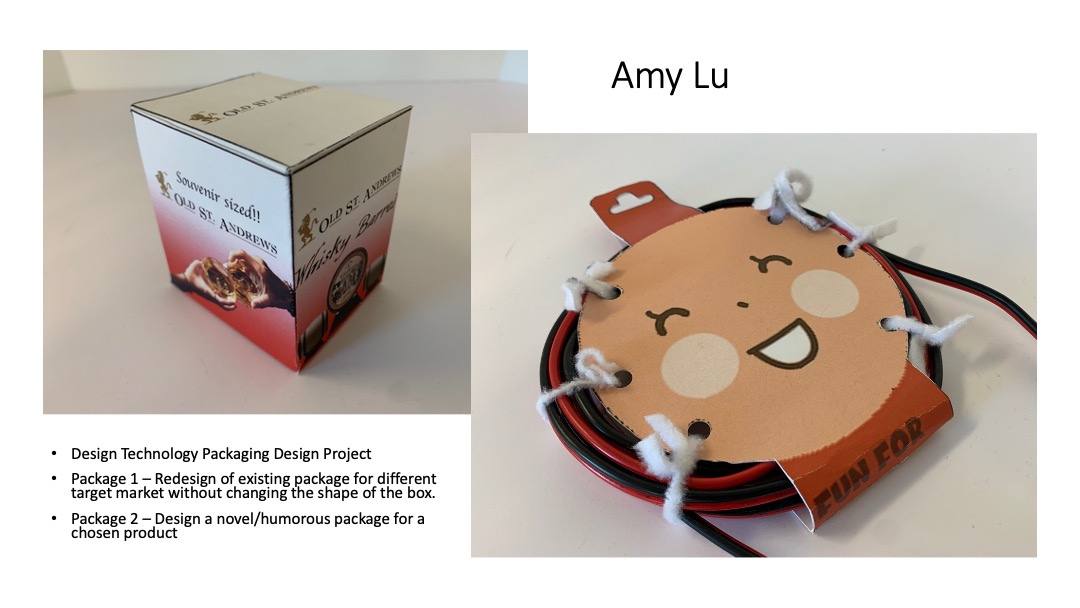 Amy Lu
OLD ST. ANDREWS
Souvenir sized!!
OLD ST. ANDREWS
OLD ST. ANDREWS
Whisky Barrel
FUN FOR
• Design Technology Packaging Design Project
• Package 1 – Redesign of existing package for different
target market without changing the shape of the box.
• Package 2 – Design a novel/humorous package for a
chosen product